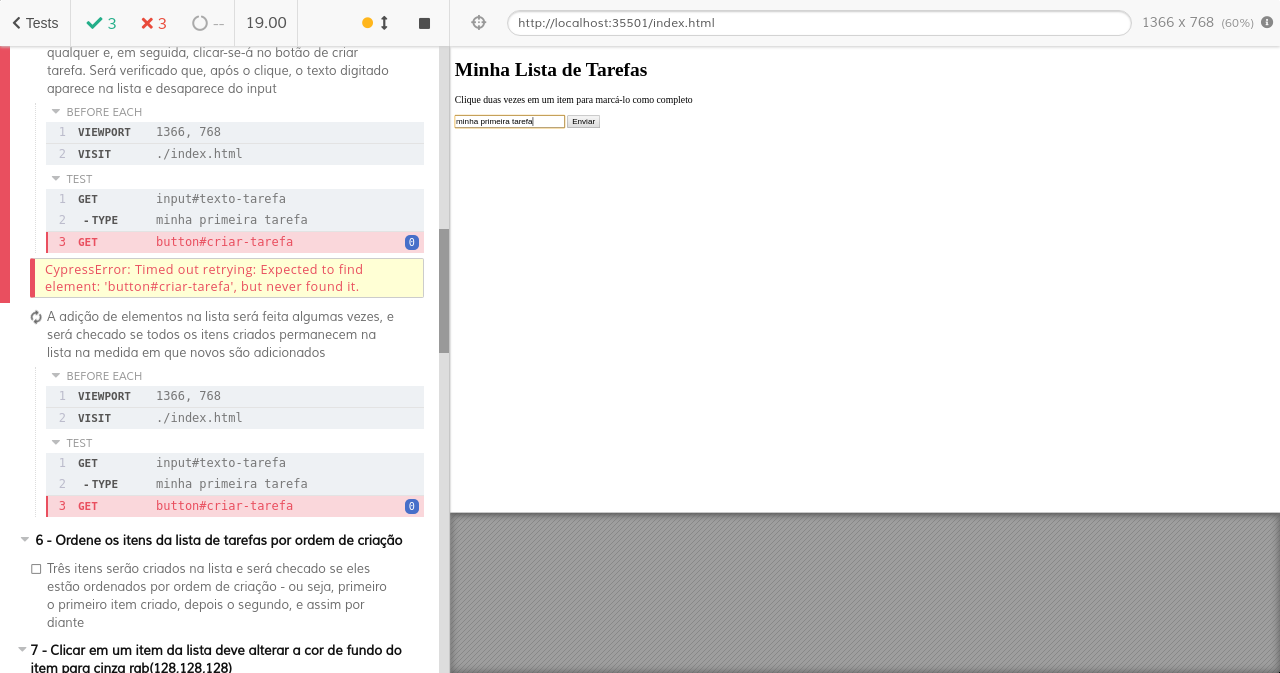 Tests 3 3 -- 19.00
http://localhost:35501/index.html 1366 x 768 (60%)
qualquer e, em seguida, clicar-se-á no botão de criar
tarefa. Será verificado que, após o clique, o texto digitado
aparece na lista e desaparece do input
BEFORE EACH
1 VIEWPORT 1366, 768
2 VISIT ./index.html
TEST
1 GET input#texto-tarefa
2 -TYPE minha primeira tarefa
3 GET button#criar-tarefa 0
CypressError: Timed out retrying: Expected to find
element: 'button#criar-tarefa', but never found it.
A adição de elementos na lista será feita algumas vezes, e
será checado se todos os itens criados permanecem na
lista na medida em que novos são adicionados
BEFORE EACH
1 VIEWPORT 1366, 768
2 VISIT ./index.html
TEST
1 GET input#texto-tarefa
2 -TYPE minha primeira tarefa
3 GET button#criar-tarefa 0
6 - Ordene os itens da lista de tarefas por ordem de criação
Três itens serão criados na lista e será checado se eles
estão ordenados por ordem de criação - ou seja, primeiro
o primeiro item criado, depois o segundo, e assim por
diante
7 - Clicar em um item da lista deve alterar a cor de fundo do
item para cinza rgb(128,128,128)
Minha Lista de Tarefas
Clique duas vezes em um item para marcá-lo como completo
minha primeira tarefa Enviar